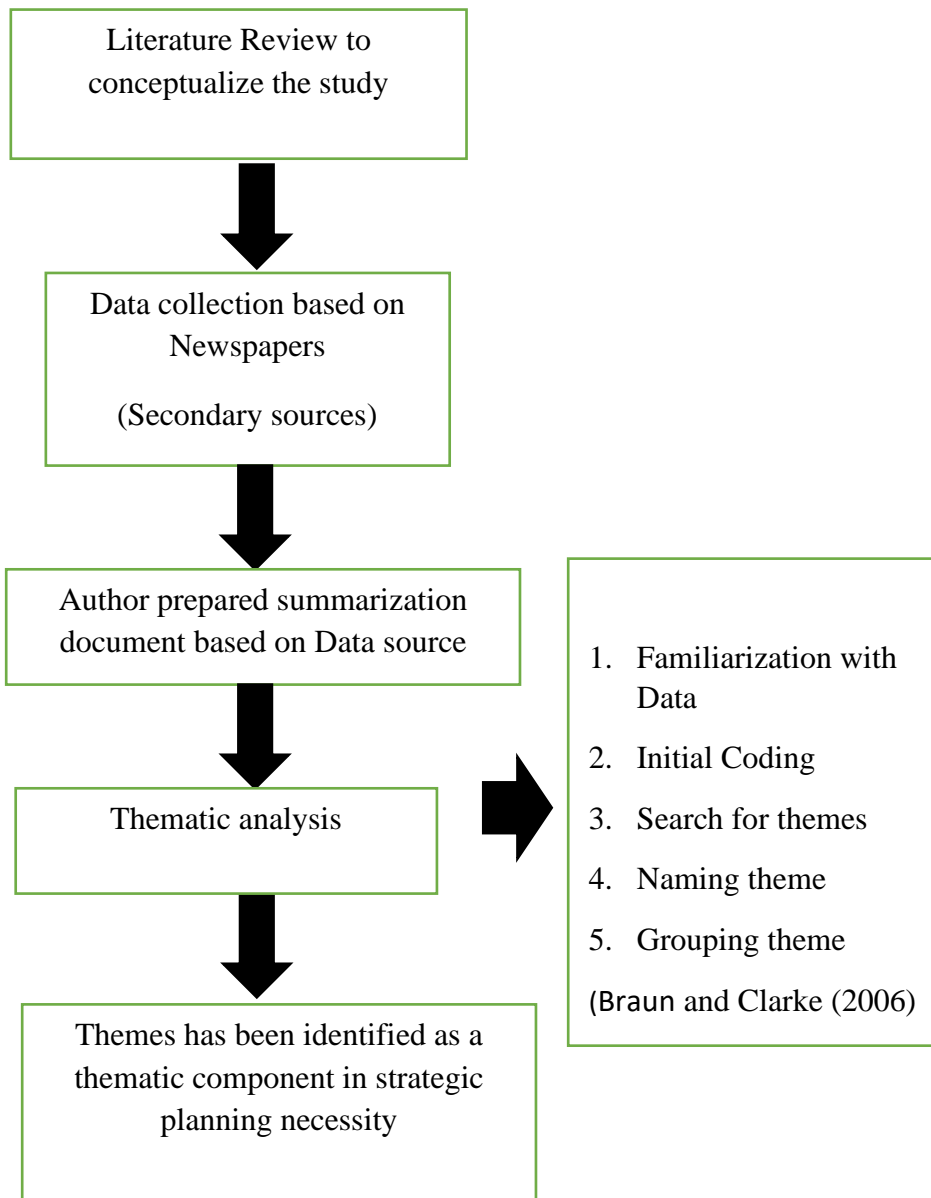 Literature Review to
conceptualize the study
Data collection based on
Newspapers
(Secondary sources)
Author prepared summarization
document based on Data source
Thematic analysis
1. Familiarization with
Data
2. Initial Coding
3. Search for themes
4. Naming theme
5. Grouping theme
(Braun and Clarke (2006)
Themes has been identified as a
thematic component in strategic
planning necessity